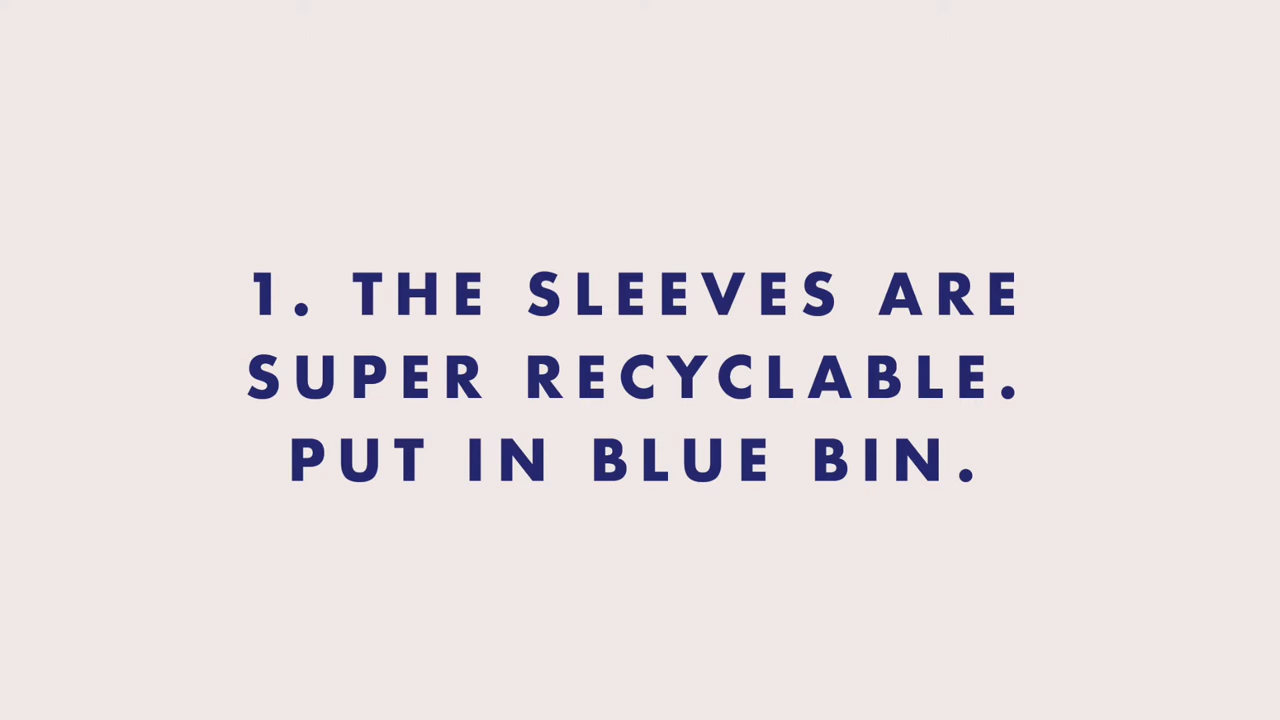 1. THE SLEEVES ARE
SUPER RECYCLABLE.
PUT IN BLUE BIN.